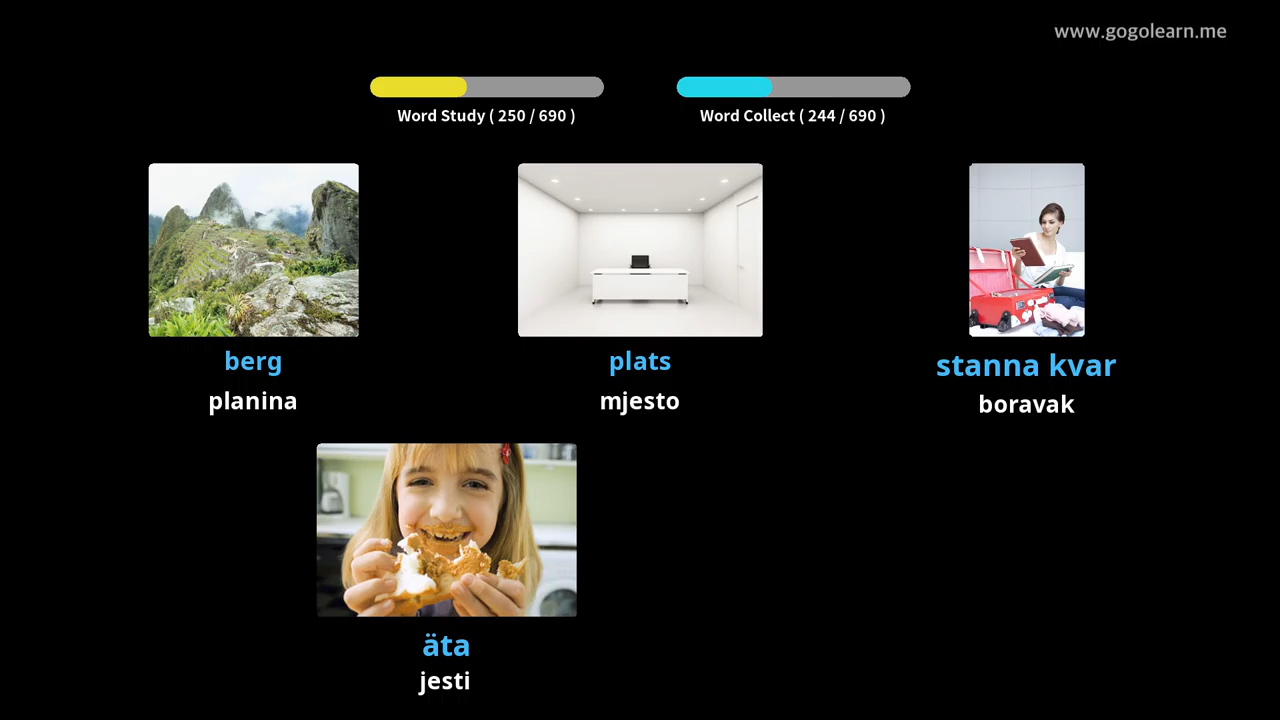 www.gogolearn.me
Word Study ( 250 / 690 )
Word Collect ( 244 / 690 )
berg
planina
plats
mjesto
stanna kvar
boravak
äta
jesti